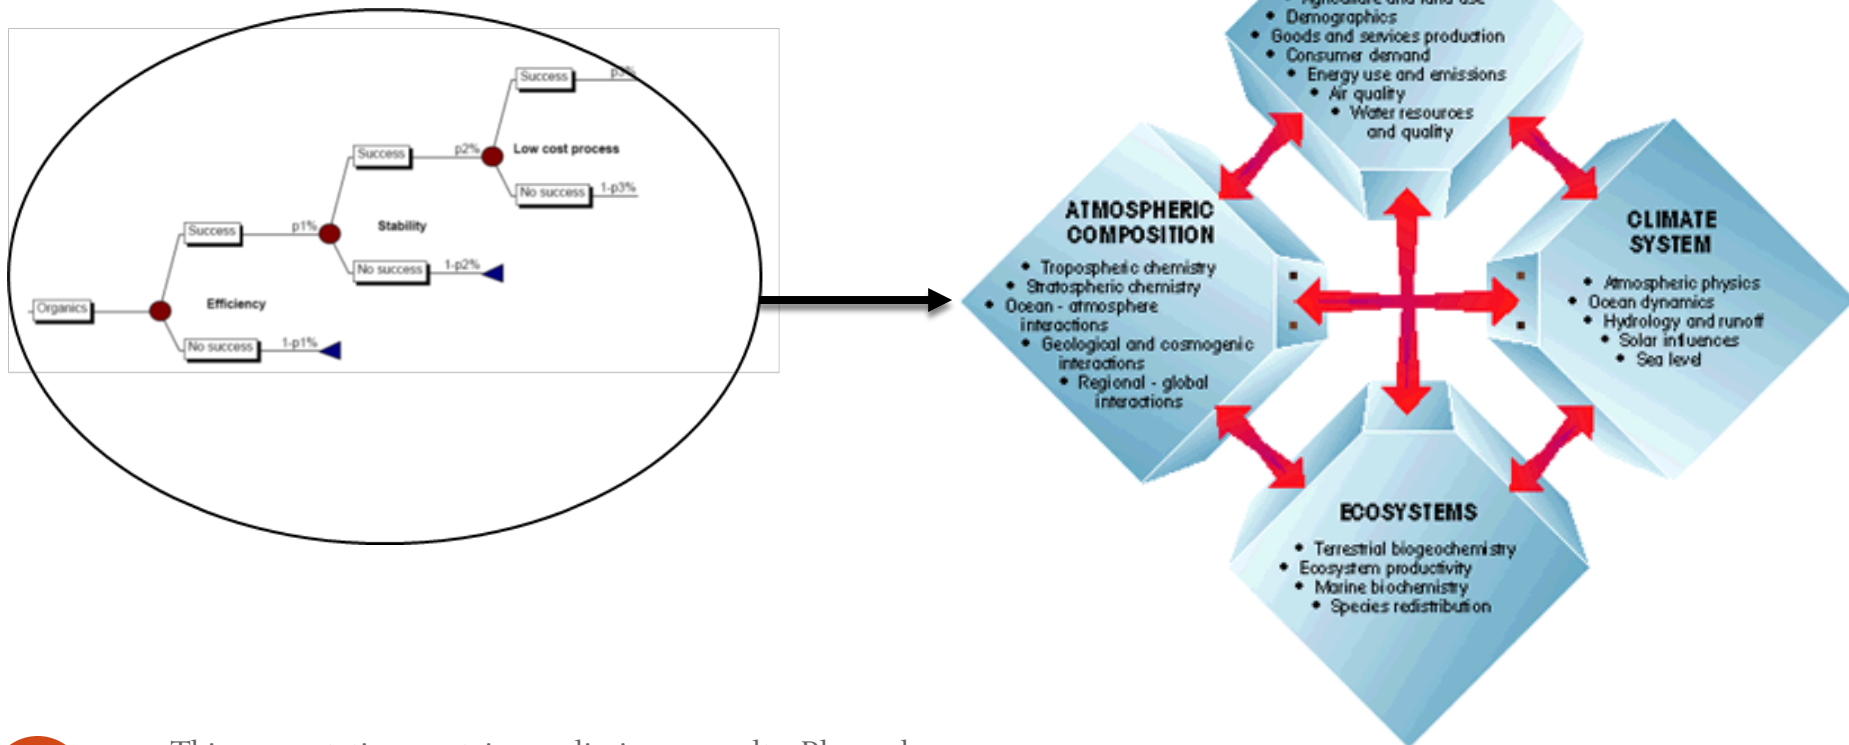 Success
p3%
Success
p2%
Low cost process
No success
1-p3%
Success
p1%
Stability
No success
1-p2%
Organics
Efficiency
No success
1-p1%
• Agriculture and land use
• Demographics
• Goods and services production
• Consumer demand
• Energy use and emissions
• Air quality
• Water resources
and quality
ATMOSPHERIC
COMPOSITION
• Tropospheric chemistry
• Stratospheric chemistry
• Ocean - atmosphere
interactions
• Geological and cosmogenic
interactions
• Regional - global
interactions
CLIMATE
SYSTEM
• Atmospheric physics
• Ocean dynamics
• Hydrology and runoff
• Solar influences
• Sea level
ECOSYSTEMS
• Terrestrial biogeochemistry
• Ecosystem productivity
• Marine biochemistry
• Species redistribution